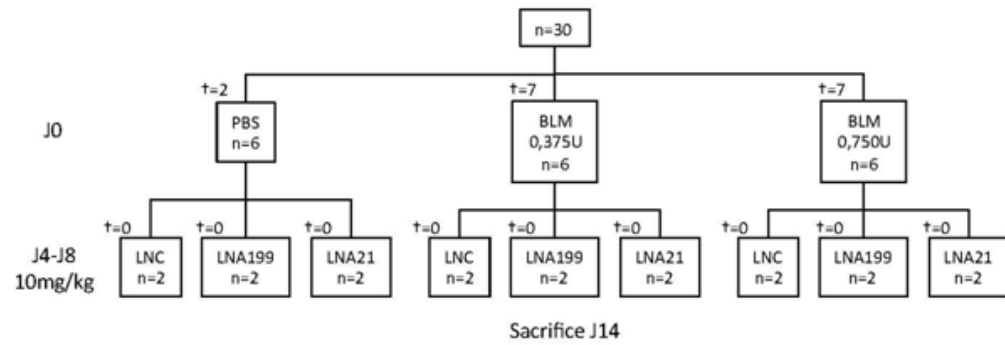 n=30
†=2
†=7
†=7
J0
PBS
n=6
BLM
0,375U
n=6
BLM
0,750U
n=6
†=0
†=0
†=0
†=0
†=0
†=0
†=0
†=0
†=0
J4-J8
10mg/kg
LNC
n=2
LNA199
n=2
LNA21
n=2
LNC
n=2
LNA199
n=2
LNA21
n=2
LNC
n=2
LNA199
n=2
LNA21
n=2
Sacrifice J14